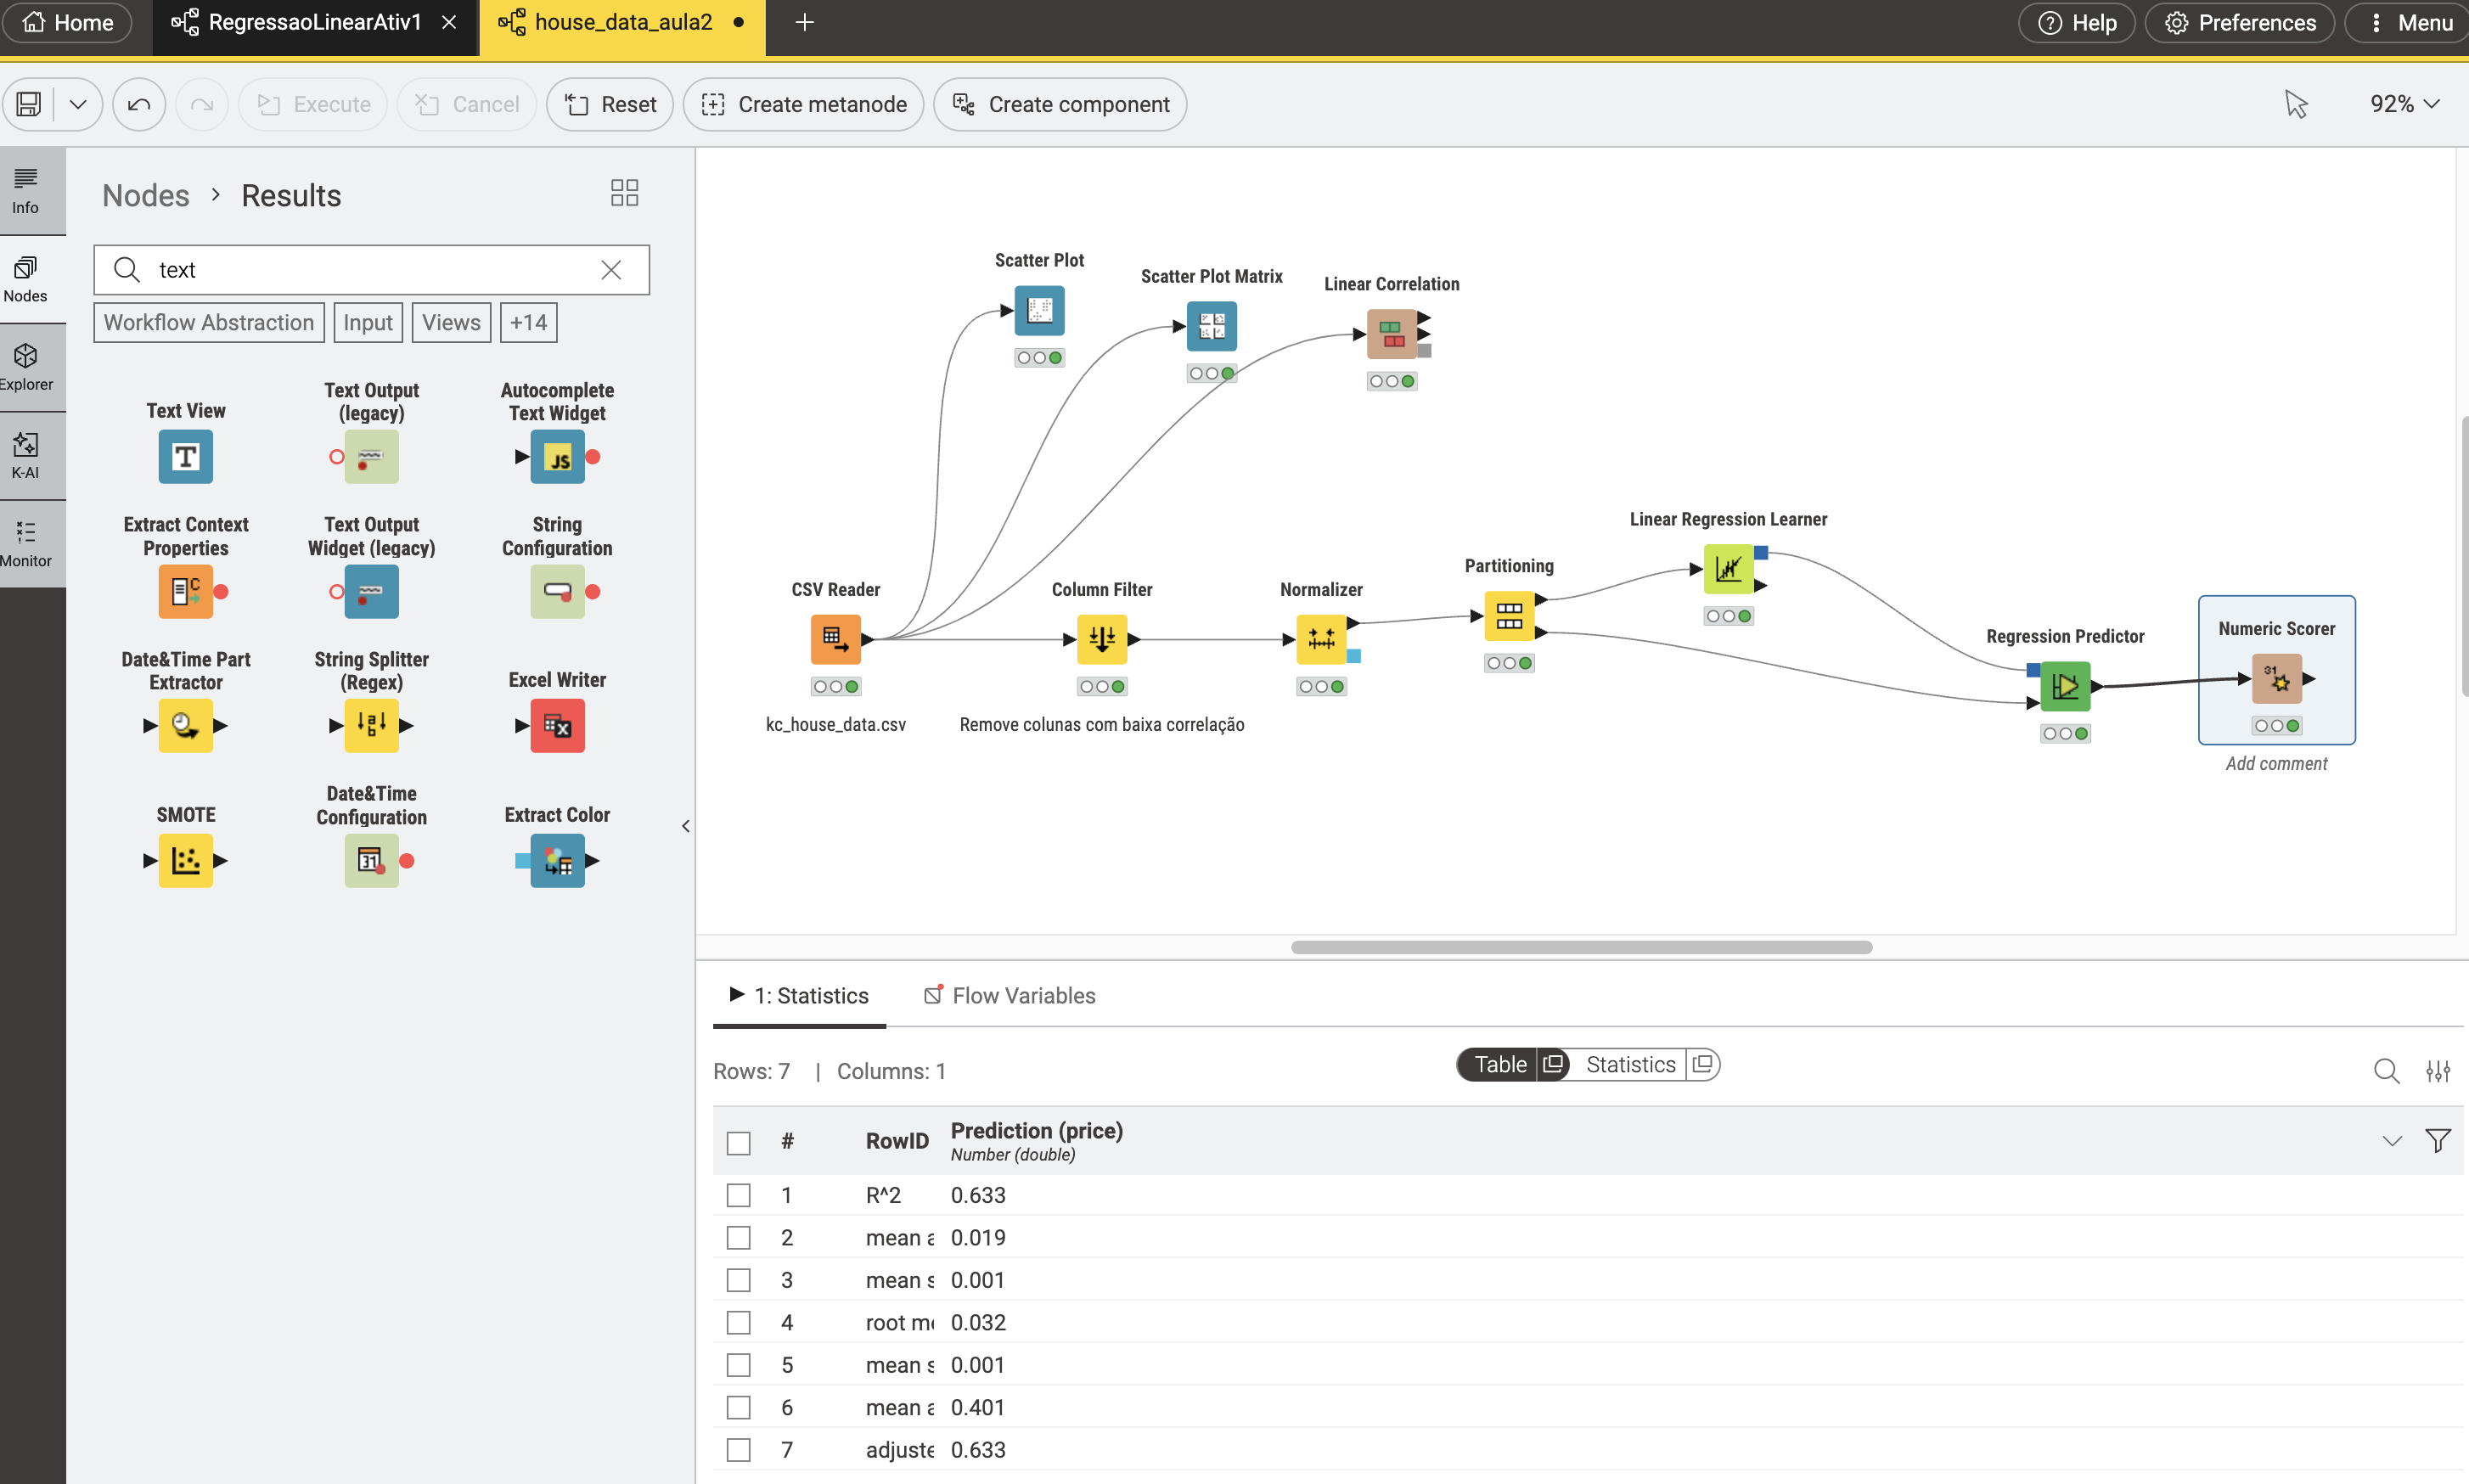 Home
RegressaoLinearAtiv1
house_data_aula2
Help
Preferences
Menu
Execute
Cancel
Reset
Create metanode
Create component
92%
Info
Nodes
Explorer
K-AI
Monitor
Nodes > Results
text
Workflow Abstraction
Input
Views
+14
Text View
Text Output
(legacy)
Autocomplete
Text Widget
JS
Extract Context
Properties
Text Output
Widget (legacy)
String
Configuration
Date&Time Part
Extractor
String Splitter
(Regex)
Excel Writer
SMOTE
Date&Time
Configuration
Extract Color
Scatter Plot
Scatter Plot Matrix
Linear Correlation
Linear Regression Learner
Partitioning
CSV Reader
Column Filter
Normalizer
Regression Predictor
Numeric Scorer
kc_house_data.csv
Remove colunas com baixa correlação
Add comment
1: Statistics
Flow Variables
Rows: 7 | Columns: 1
Table
Statistics
# RowID Prediction (price)
Number (double)
1 R^2 0.633
2 mean a 0.019
3 mean s 0.001
4 root me 0.032
5 mean s 0.001
6 mean a 0.401
7 adjuste 0.633